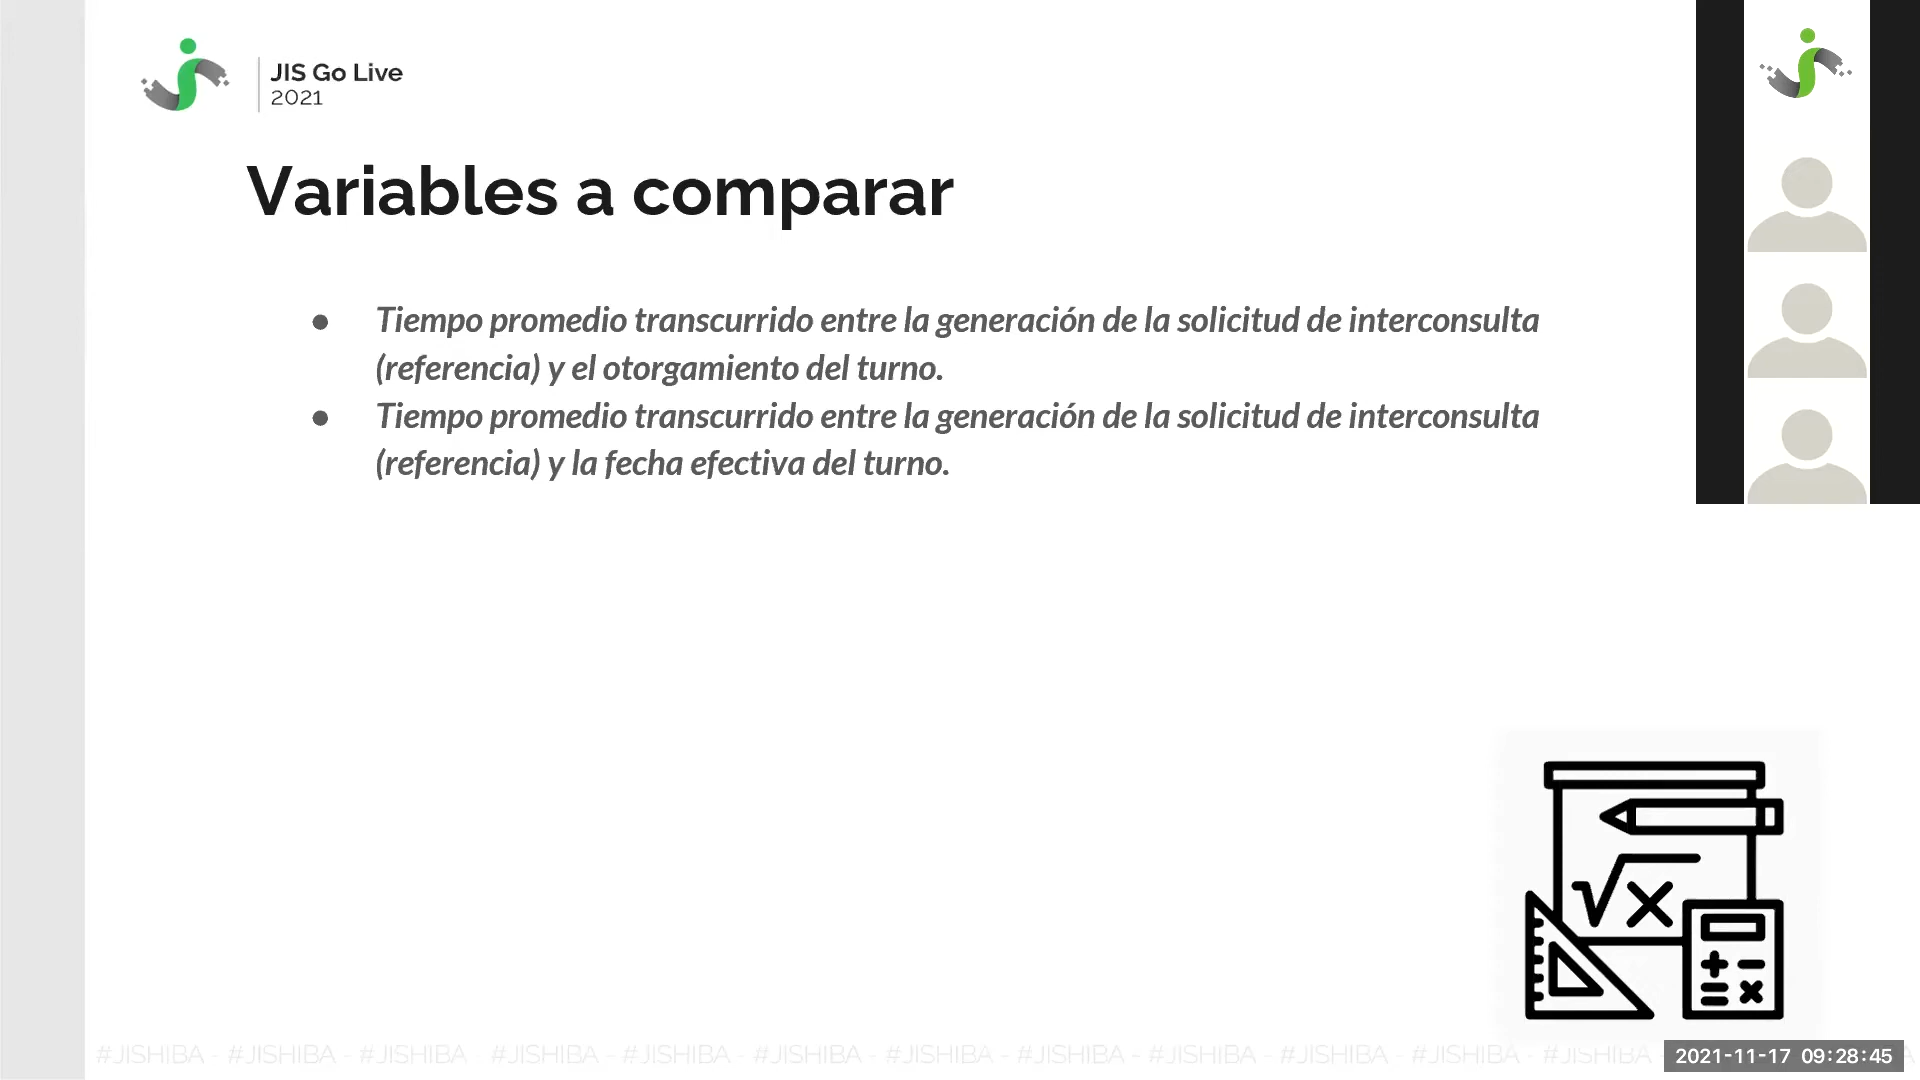 JIS Go Live
2021
Variables a comparar
● Tiempo promedio transcurrido entre la generación de la solicitud de interconsulta
(referencia) y el otorgamiento del turno.
● Tiempo promedio transcurrido entre la generación de la solicitud de interconsulta
(referencia) y la fecha efectiva del turno.
√x
+ −
= ×
#JISHIBA - #JISHIBA - #JISHIBA #JISHIBA - #JISHIBA - #JISHIBA - #JISHIBA - #JISHIBA - #JISHIBA - #JISHIBA - #JISHIBA - #JISHIBA -
2021-11-17 09:28:45